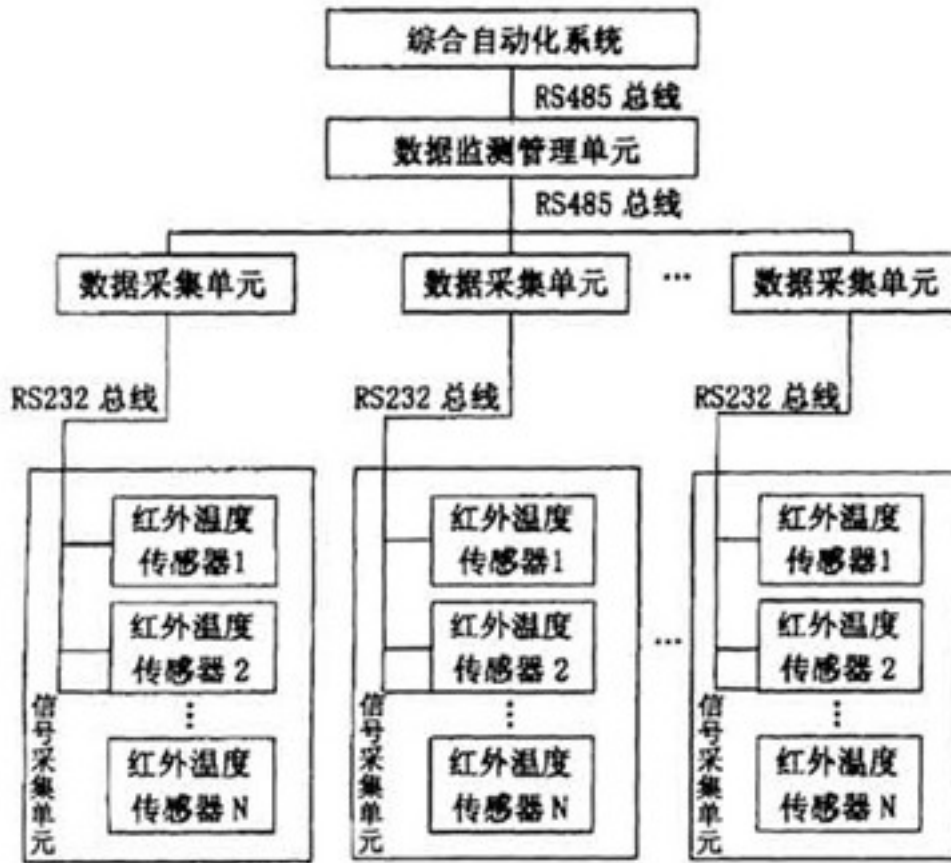 综合自动化系统
RS485 总线
数据监测管理单元
RS485 总线
数据采集单元
数据采集单元
···
数据采集单元
RS232 总线
RS232 总线
RS232 总线
红外温度
传感器1
红外温度
传感器 2
⋮
红外温度
传感器 N
信号采集单元
红外温度
传感器1
红外温度
传感器 2
⋮
红外温度
传感器 N
信号采集单元
···
红外温度
传感器1
红外温度
传感器 2
⋮
红外温度
传感器 N
信号采集单元